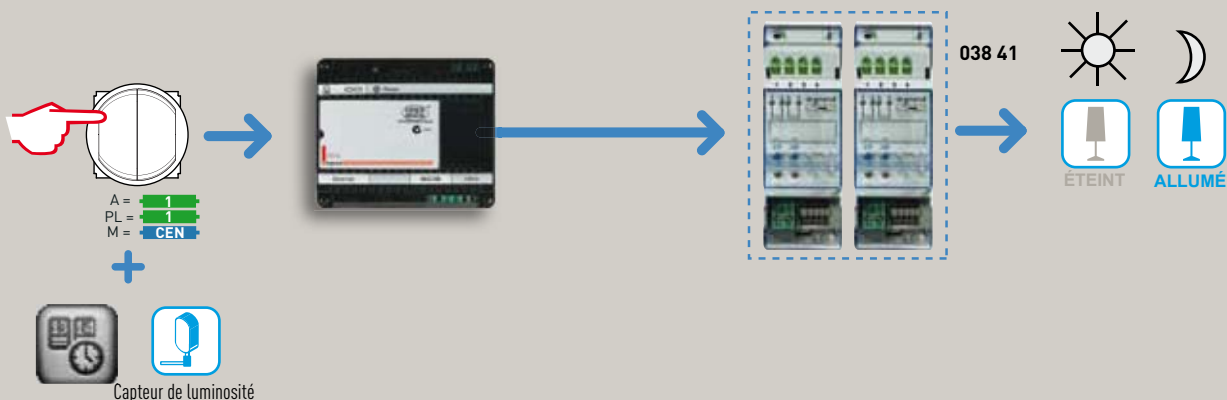 038 41
A = 1
PL = 1
M = CEN
ÉTEINT
ALLUMÉ
Capteur de luminosité